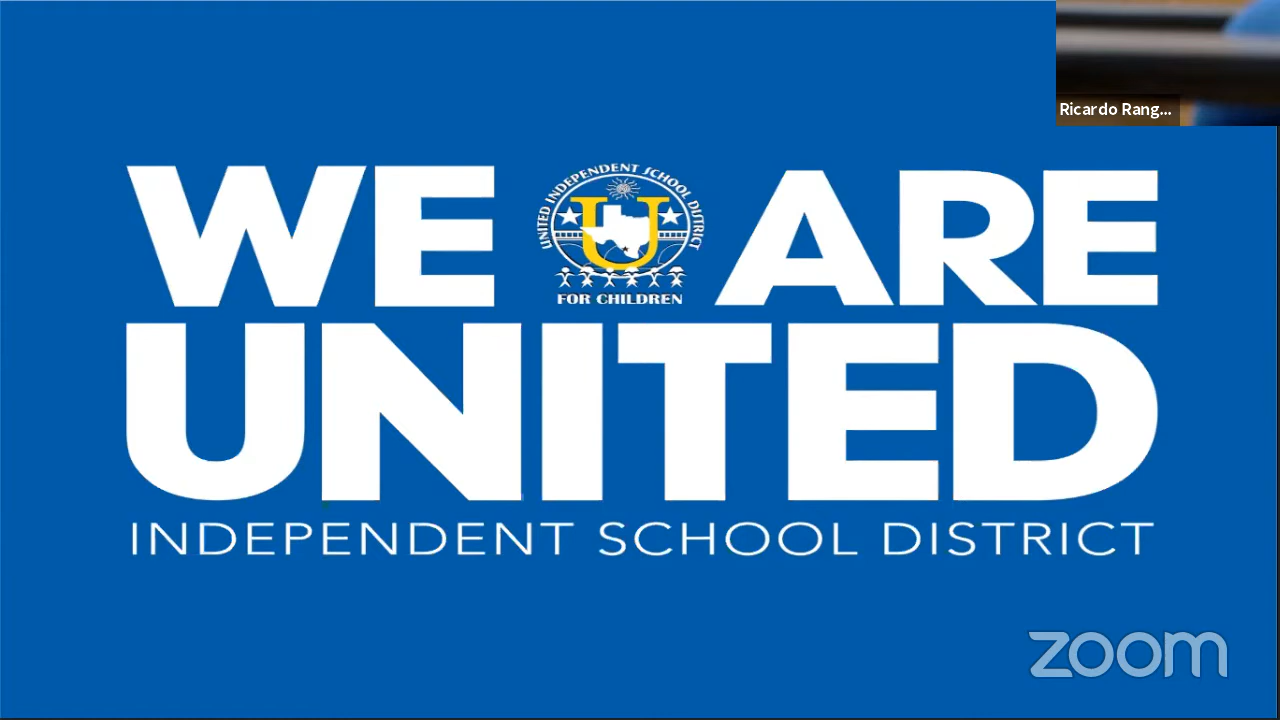 Ricardo Rang...
WE ARE
UNITED INDEPENDENT SCHOOL DISTRICT
U
FOR CHILDREN
UNITED
INDEPENDENT SCHOOL DISTRICT
zoom